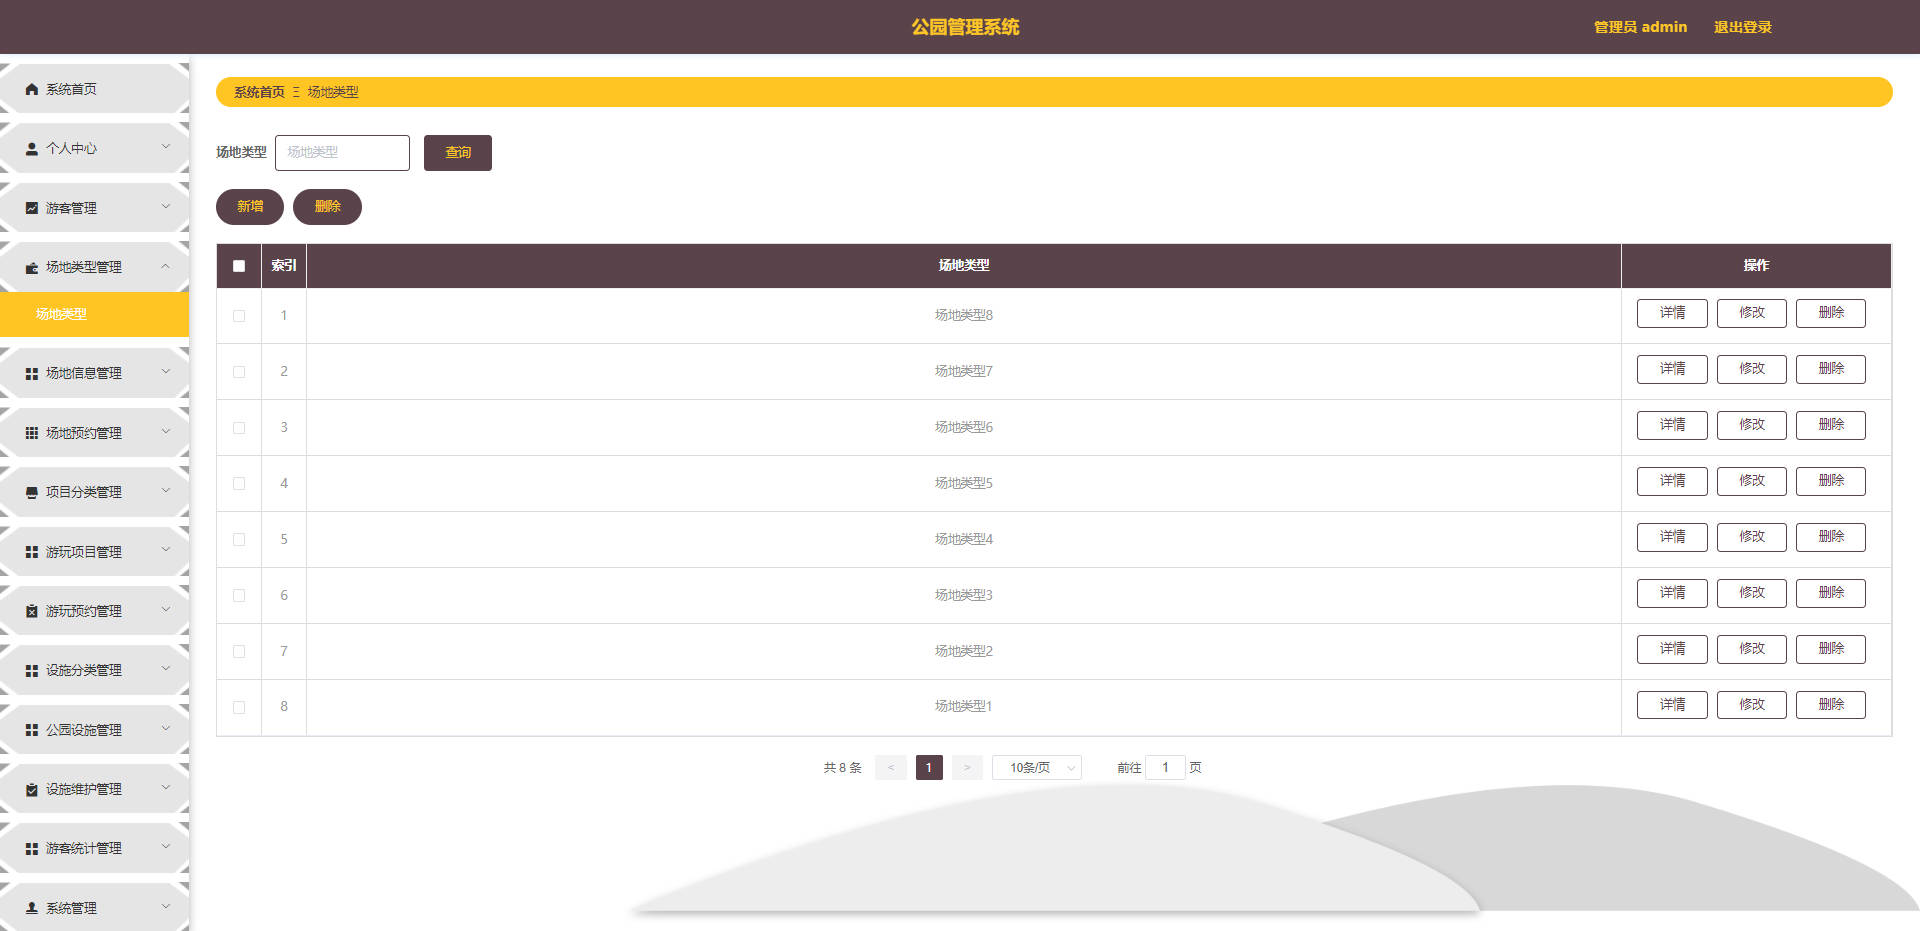 公园管理系统
管理员 admin 退出登录
系统首页
个人中心
游客管理
场地类型管理
场地类型
场地信息管理
场地预约管理
项目分类管理
游玩项目管理
游玩预约管理
设施分类管理
公园设施管理
设施维护管理
游客统计管理
系统管理
系统首页 Ξ 场地类型
场地类型 场地类型 查询
新增 删除
索引 场地类型 操作
1 场地类型8 详情 修改 删除
2 场地类型7 详情 修改 删除
3 场地类型6 详情 修改 删除
4 场地类型5 详情 修改 删除
5 场地类型4 详情 修改 删除
6 场地类型3 详情 修改 删除
7 场地类型2 详情 修改 删除
8 场地类型1 详情 修改 删除
共 8 条 < 1 > 10条/页 前往 1 页